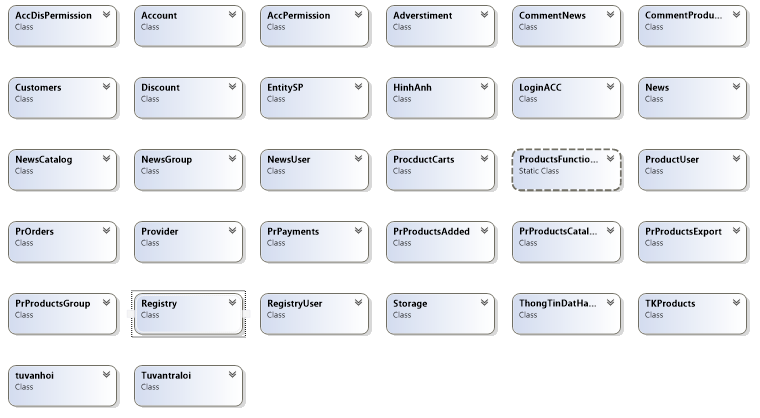 AccDisPermission
Class
Account
Class
AccPermission
Class
Adverstiment
Class
CommentNews
Class
CommentProdu...
Class
Customers
Class
Discount
Class
EntitySP
Class
HinhAnh
Class
LoginACC
Class
News
Class
NewsCatalog
Class
NewsGroup
Class
NewsUser
Class
ProcductCarts
Class
ProductsFunctio...
Static Class
ProductUser
Class
PrOrders
Class
Provider
Class
PrPayments
Class
PrProductsAdded
Class
PrProductsCatal...
Class
PrProductsExport
Class
PrProductsGroup
Class
Registry
Class
RegistryUser
Class
Storage
Class
ThongTinDatHa...
Class
TKProducts
Class
tuvanhoi
Class
Tuvantraloi
Class